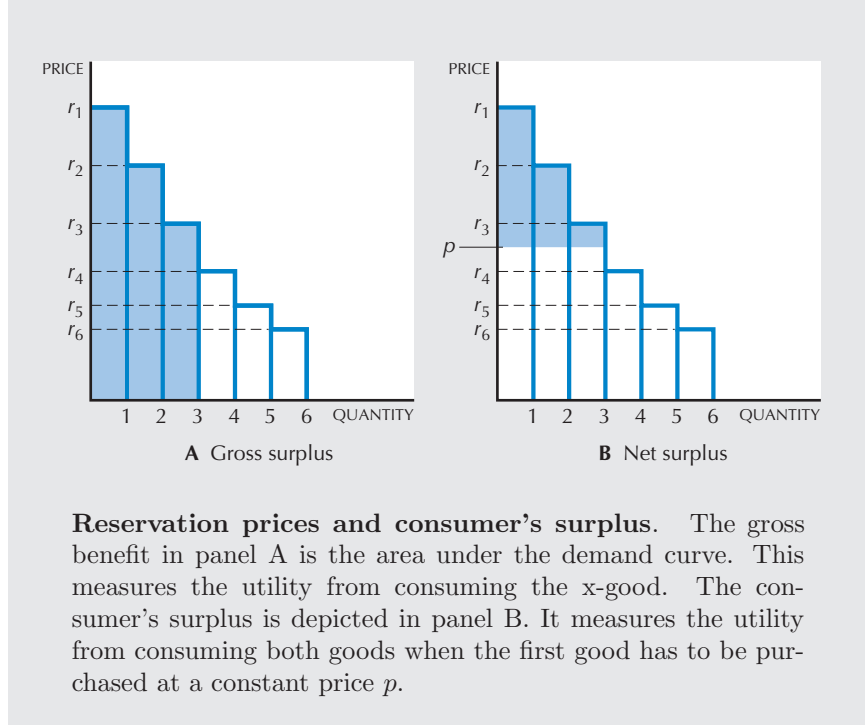 PRICE
r1
r2
r3
r4
r5
r6
1 2 3 4 5 6 QUANTITY
A Gross surplus
PRICE
r1
r2
r3
p
r4
r5
r6
1 2 3 4 5 6 QUANTITY
B Net surplus
Reservation prices and consumer's surplus. The gross
benefit in panel A is the area under the demand curve. This
measures the utility from consuming the x-good. The con-
sumer's surplus is depicted in panel B. It measures the utility
from consuming both goods when the first good has to be pur-
chased at a constant price p.